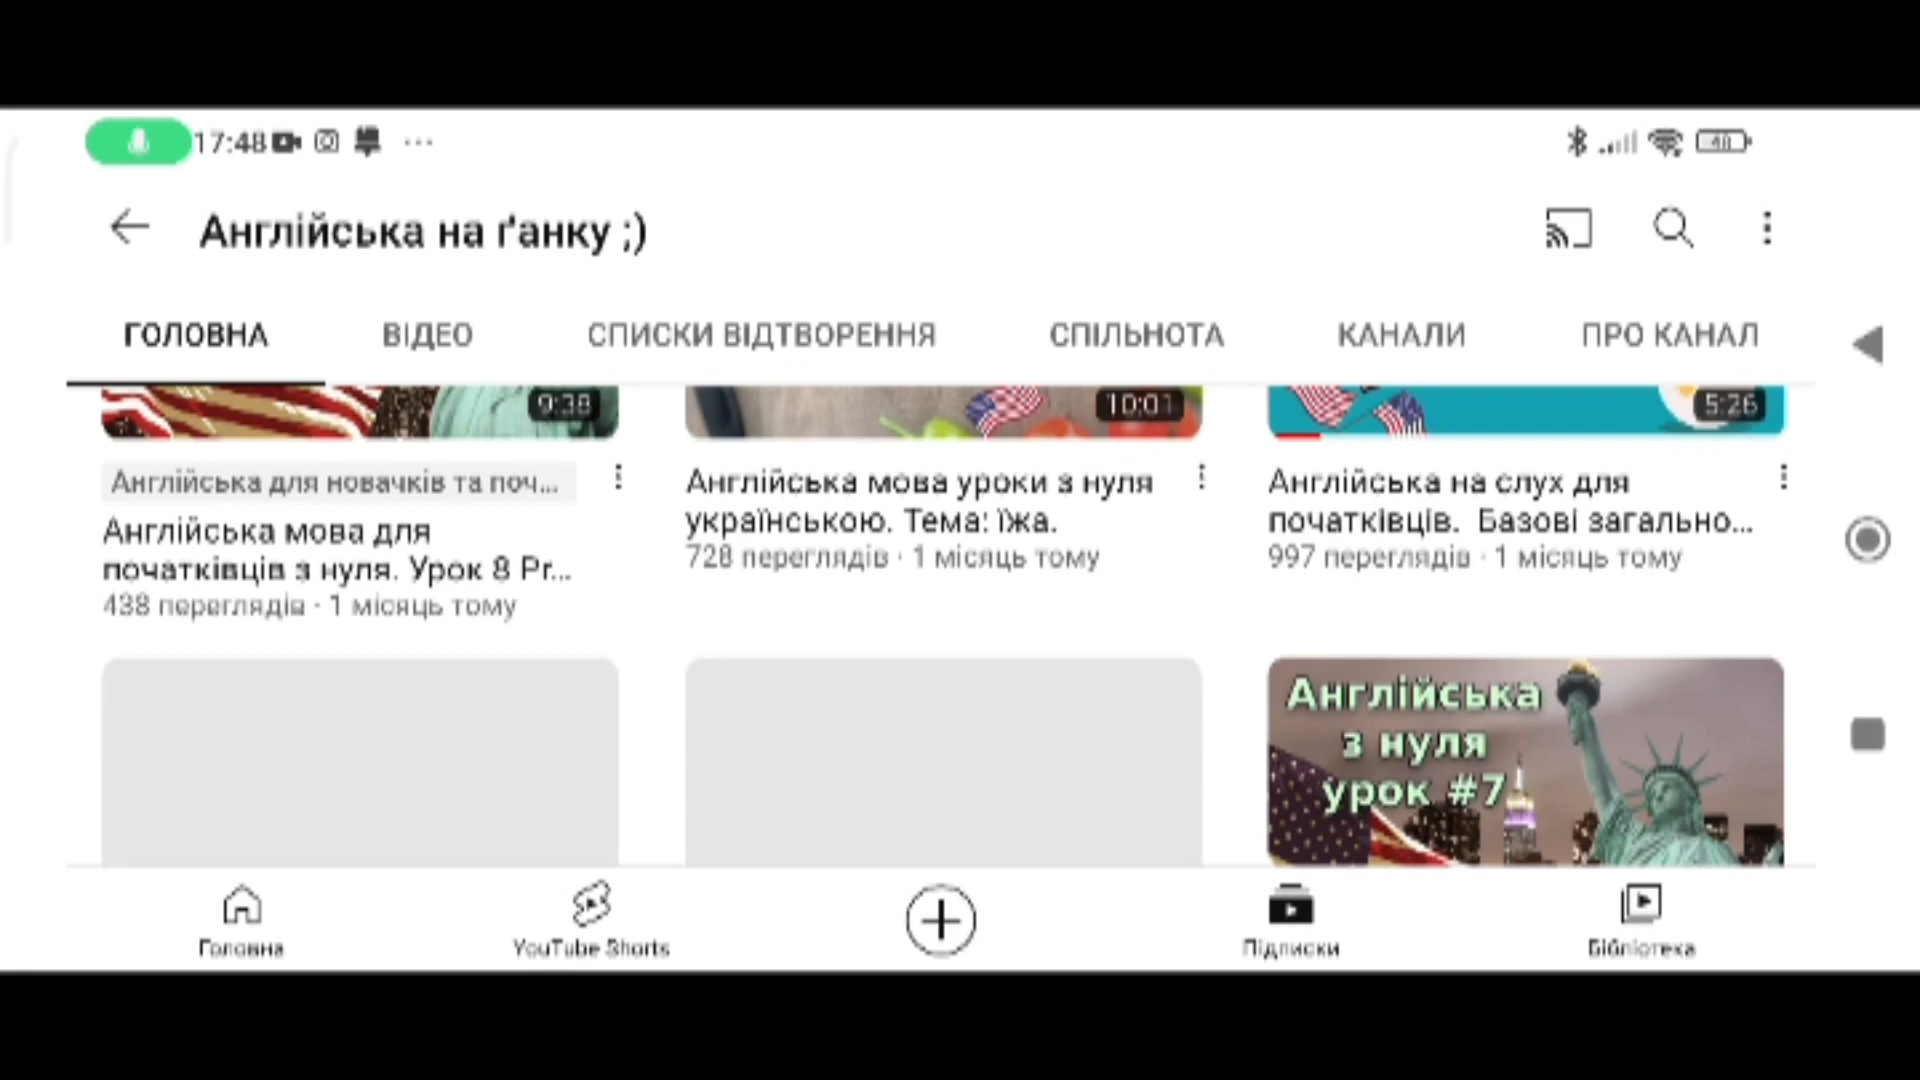 17:48
40
Англійська на ґанку ;)
ГОЛОВНА
ВІДЕО
СПИСКИ ВІДТВОРЕННЯ
СПІЛЬНОТА
КАНАЛИ
ПРО КАНАЛ
9:38
10:01
5:26
Англійська для новачків та поч...
Англійська мова для
початківців з нуля. Урок 8 Pr...
438 переглядів · 1 місяць тому
Англійська мова уроки з нуля
українською. Тема: їжа.
728 переглядів · 1 місяць тому
Англійська на слух для
початківців. Базові загально...
997 переглядів · 1 місяць тому
Англійська
з нуля
урок #7
Головна
YouTube Shorts
Підписки
Бібліотека